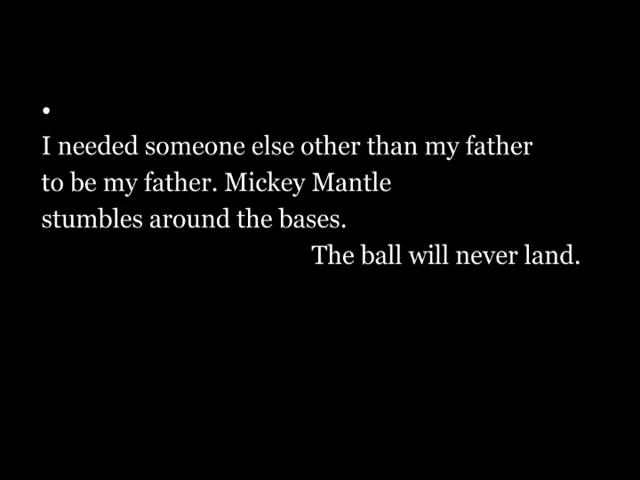 •
I needed someone else other than my father
to be my father. Mickey Mantle
stumbles around the bases.
The ball will never land.